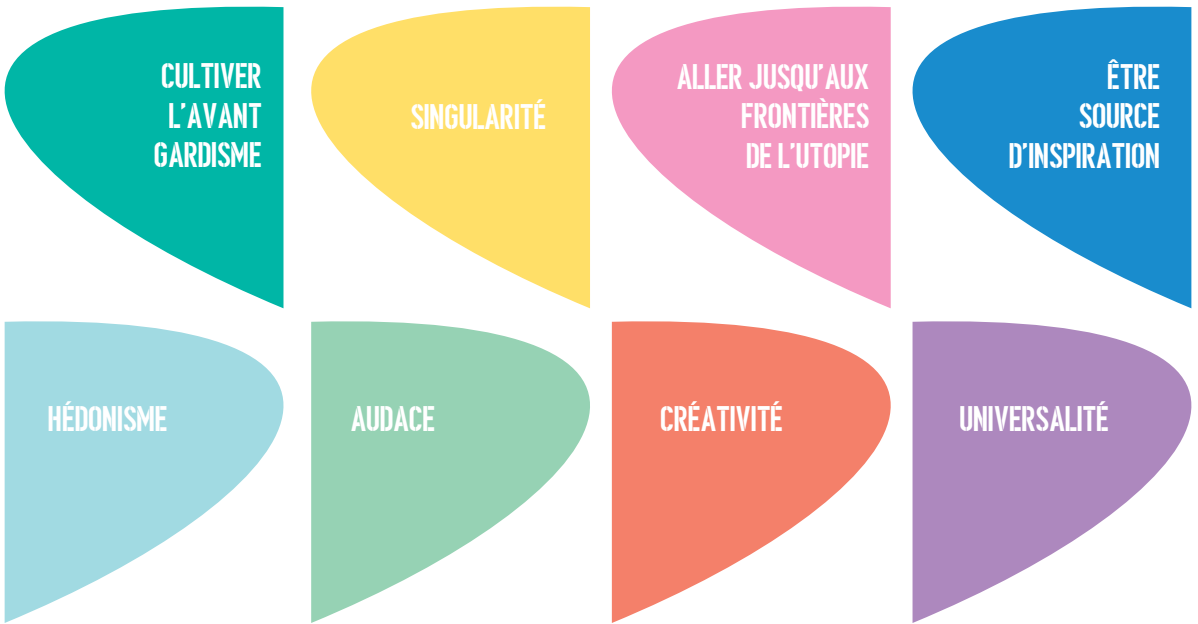 CULTIVER
L'AVANT
GARDISME
SINGULARITÉ
ALLER JUSQU'AUX
FRONTIÈRES
DE L'UTOPIE
ÊTRE
SOURCE
D'INSPIRATION
HÉDONISME
AUDACE
CRÉATIVITÉ
UNIVERSALITÉ